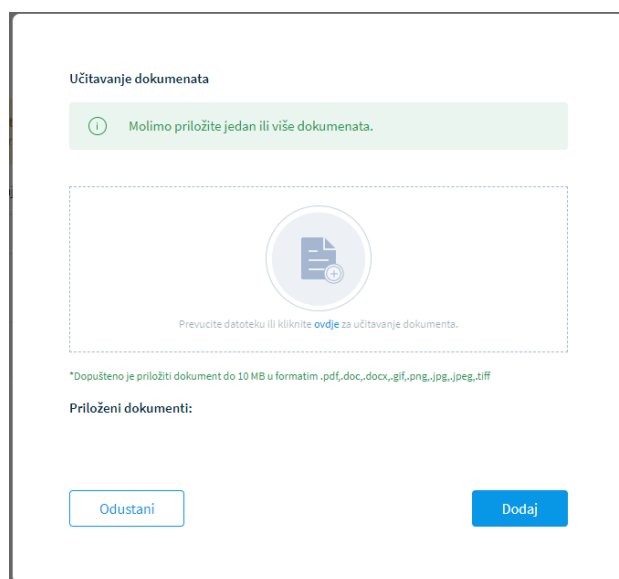 Učitavanje dokumenata
Molimo priložite jedan ili više dokumenata.
Prevucite datoteku ili kliknite ovdje za učitavanje dokumenta.
*Dopušteno je priložiti dokument do 10 MB u formatim .pdf,.doc,.docx,.gif,.png,.jpg,.jpeg,.tiff
Priloženi dokumenti:
Odustani
Dodaj